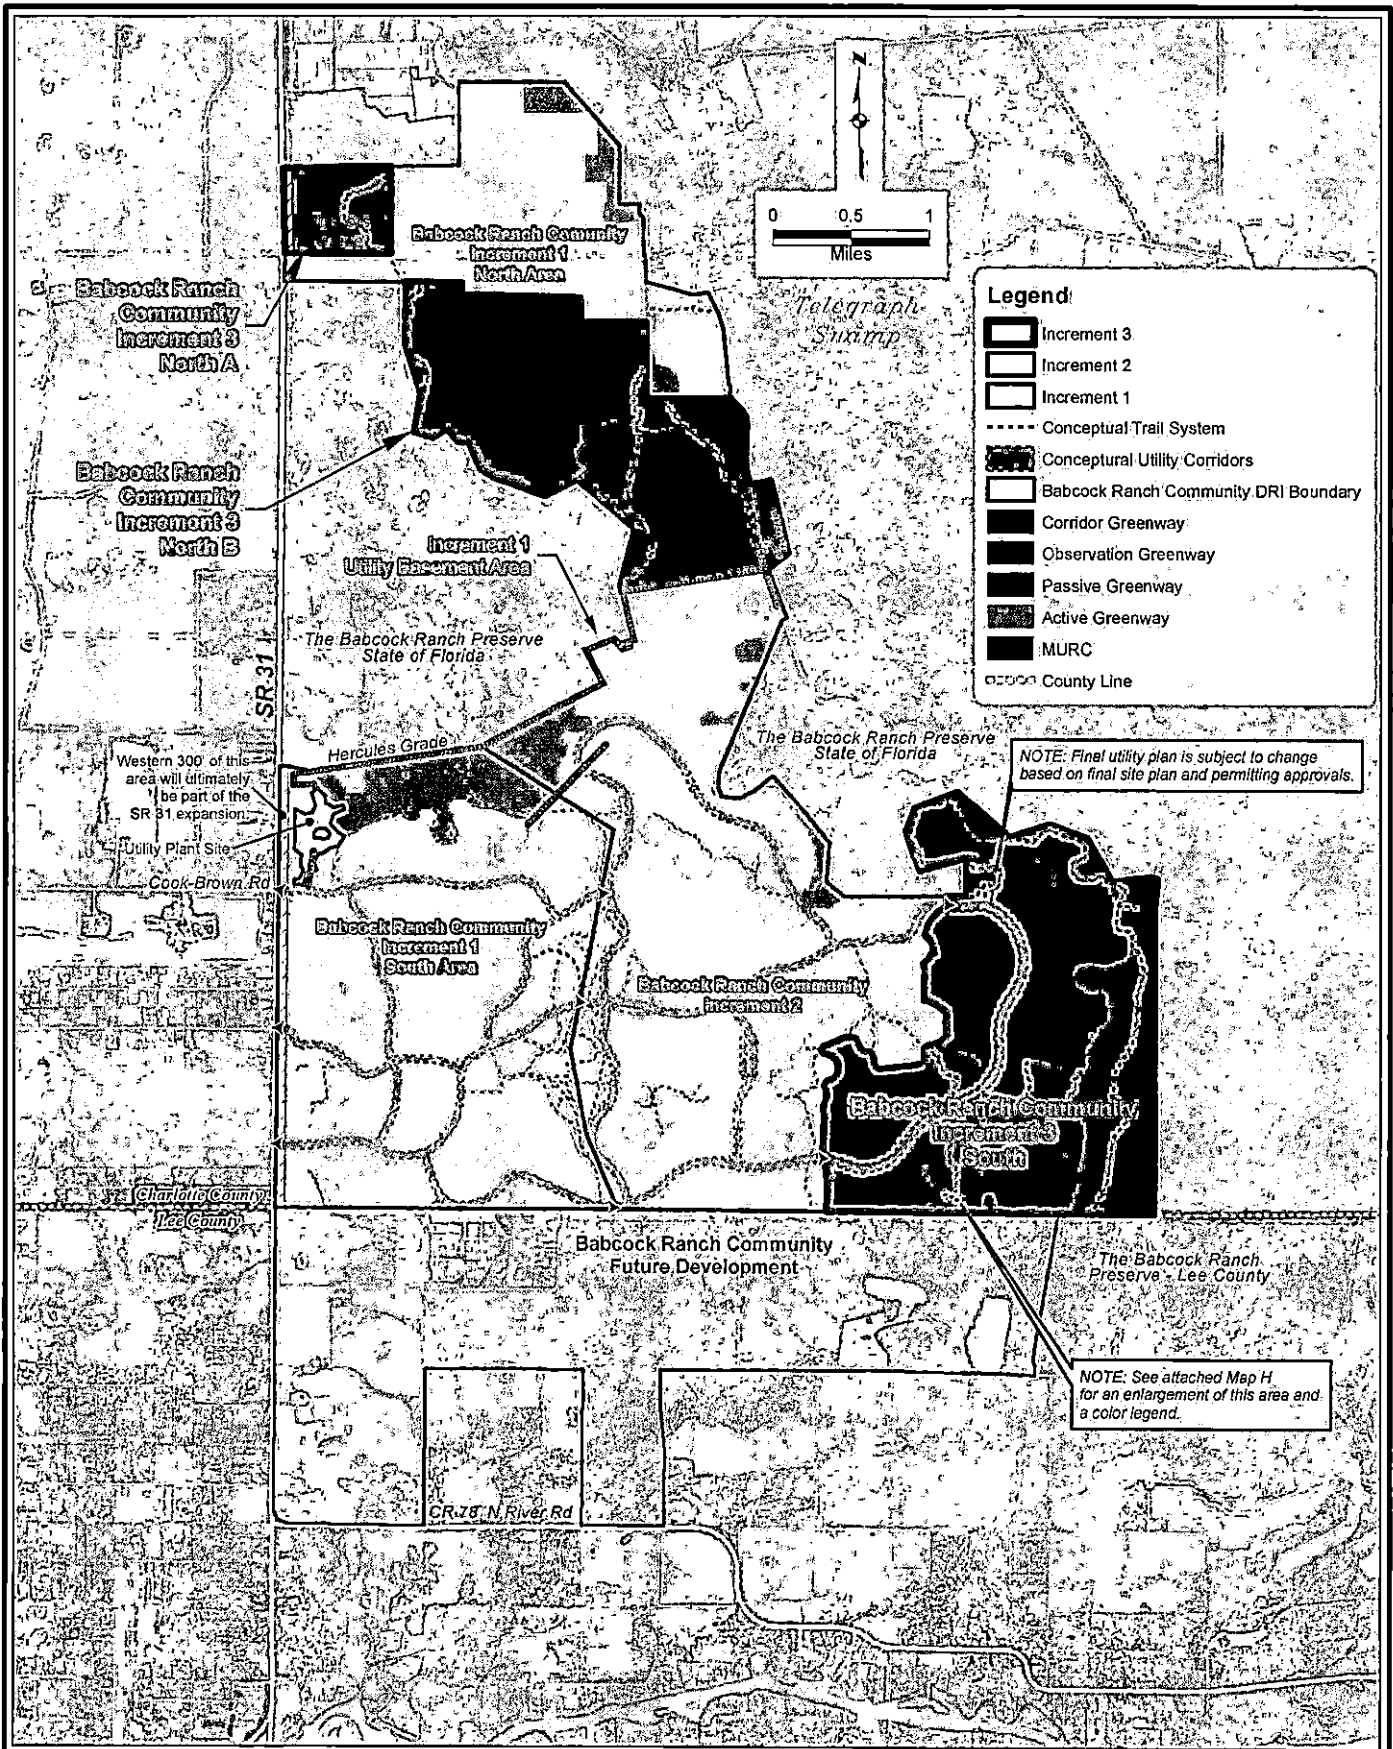 N
0 0.5 1
Miles
Babcock Ranch Comunity
Increment 1
North Area
Babcock Ranch
Community
Increment 3
North A
Telegraph
Swamp
Legend
Increment 3
Increment 2
Increment 1
Conceptual Trail System
Conceptural Utility Corridors
Babcock Ranch Community DRI Boundary
Corridor Greenway
Observation Greenway
Passive Greenway
Active Greenway
MURC
County Line
Babcock Ranch
Community
Increment 3
North B
Increment 1
Utility Easement Area
The Babcock Ranch Preserve
State of Florida
SR 31
Hercules Grade
The Babcock Ranch Preserve
State of Florida
NOTE: Final utility plan is subject to change
based on final site plan and permitting approvals.
Western 300' of this
area will ultimately
be part of the
SR 31 expansion.
Utility Plant Site
Cook-Brown Rd
Babcock Ranch Community
Increment 1
South Area
Babcock Ranch Community
Increment 2
Babcock Ranch Community
Increment 3
South
Charlotte County
Lee County
Babcock Ranch Community
Future Development
The Babcock Ranch
Preserve - Lee County
NOTE: See attached Map H
for an enlargement of this area and
a color legend.
CR 78 N River Rd